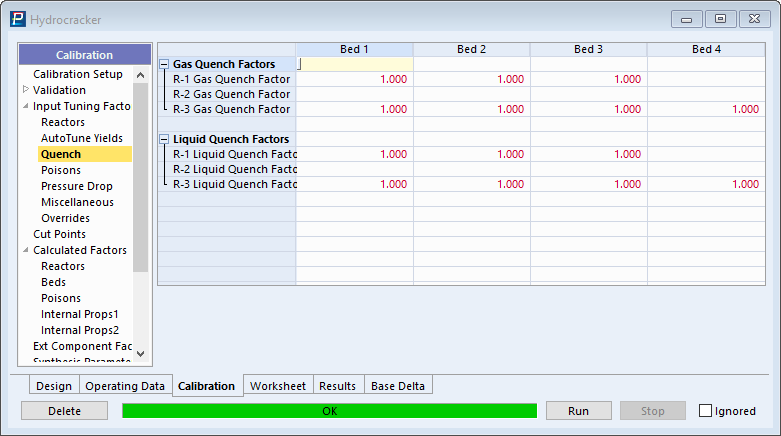 Hydrocracker
Calibration
Calibration Setup
Validation
Input Tuning Facto
Reactors
AutoTune Yields
Quench
Poisons
Pressure Drop
Miscellaneous
Overrides
Cut Points
Calculated Factors
Reactors
Beds
Poisons
Internal Props1
Internal Props2
Ext Component Fac
Synthesis Paramete
Bed 1 Bed 2 Bed 3 Bed 4
Gas Quench Factors
R-1 Gas Quench Factor 1.000 1.000 1.000
R-2 Gas Quench Factor
R-3 Gas Quench Factor 1.000 1.000 1.000 1.000
Liquid Quench Factors
R-1 Liquid Quench Facto 1.000 1.000 1.000
R-2 Liquid Quench Facto
R-3 Liquid Quench Facto 1.000 1.000 1.000 1.000
Design Operating Data Calibration Worksheet Results Base Delta
Delete OK Run Stop Ignored